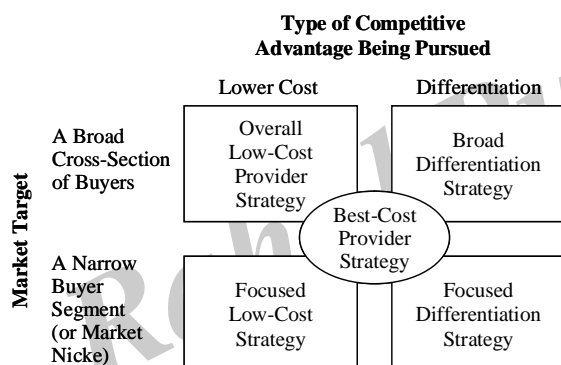 Type of Competitive
Advantage Being Pursued
Lower Cost
Differentiation
Market Target
A Broad
Cross-Section
of Buyers
Overall
Low-Cost
Provider
Strategy
Broad
Differentiation
Strategy
Best-Cost
Provider
Strategy
A Narrow
Buyer
Segment
(or Market
Nicke)
Focused
Low-Cost
Strategy
Focused
Differentiation
Strategy